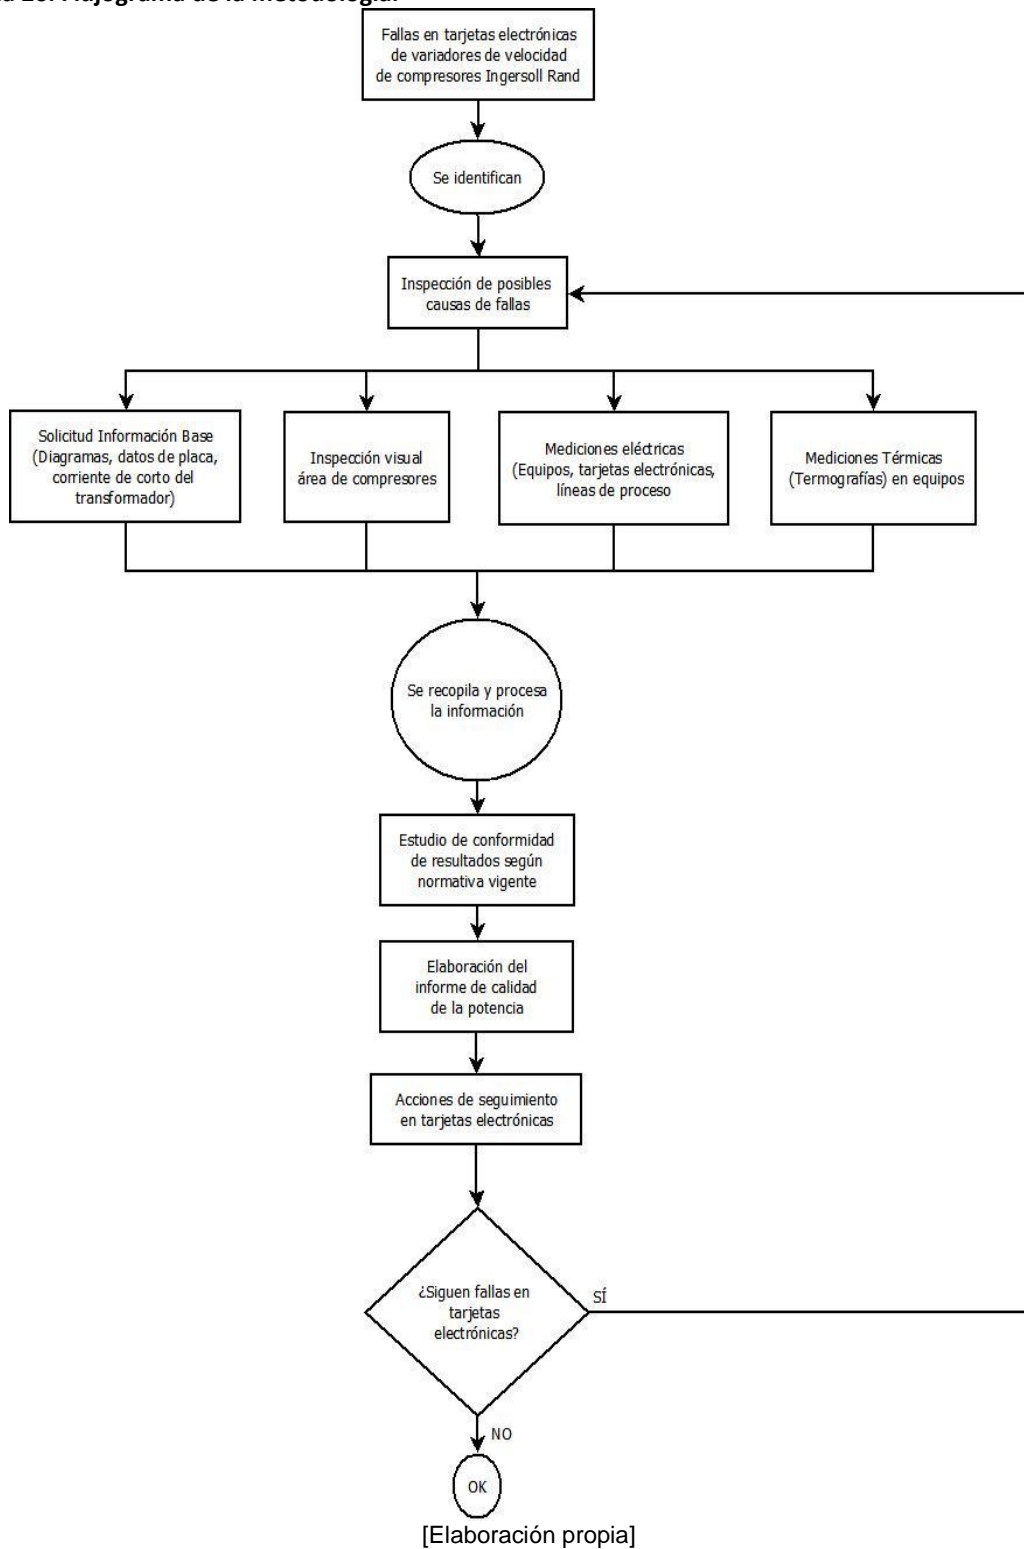 Flujograma de la metodología.
Fallas en tarjetas electrónicas
de variadores de velocidad
de compresores Ingersoll Rand
Se identifican
Inspección de posibles
causas de fallas
Solicitud Información Base
(Diagramas, datos de placa,
corriente de corto del
transformador)
Inspección visual
área de compresores
Mediciones eléctricas
(Equipos, tarjetas electrónicas,
líneas de proceso
Mediciones Térmicas
(Termografías) en equipos
Se recopila y procesa
la información
Estudio de conformidad
de resultados según
normativa vigente
Elaboración del
informe de calidad
de la potencia
Acciones de seguimiento
en tarjetas electrónicas
¿Siguen fallas en
tarjetas
electrónicas?
SÍ
NO
OK
[Elaboración propia]